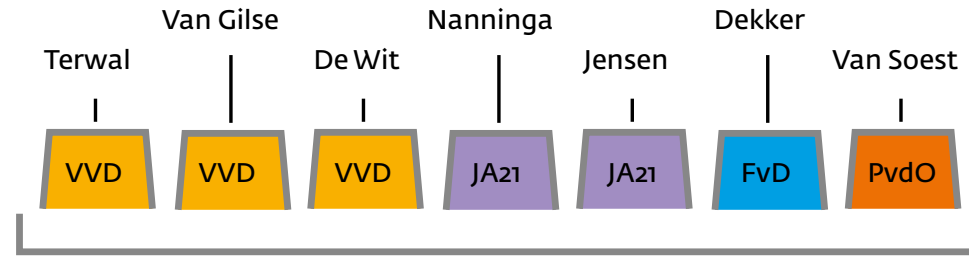 Van Gilse Nanninga Dekker
Terwal De Wit Jensen Van Soest
VVD VVD VVD JA21 JA21 FvD PvdO